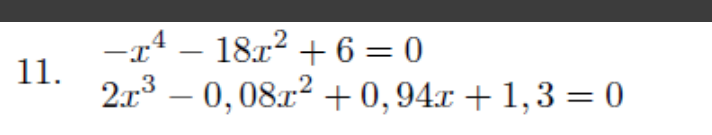 11. −x⁴ − 18x² + 6 = 0
2x³ − 0,08x² + 0,94x + 1,3 = 0